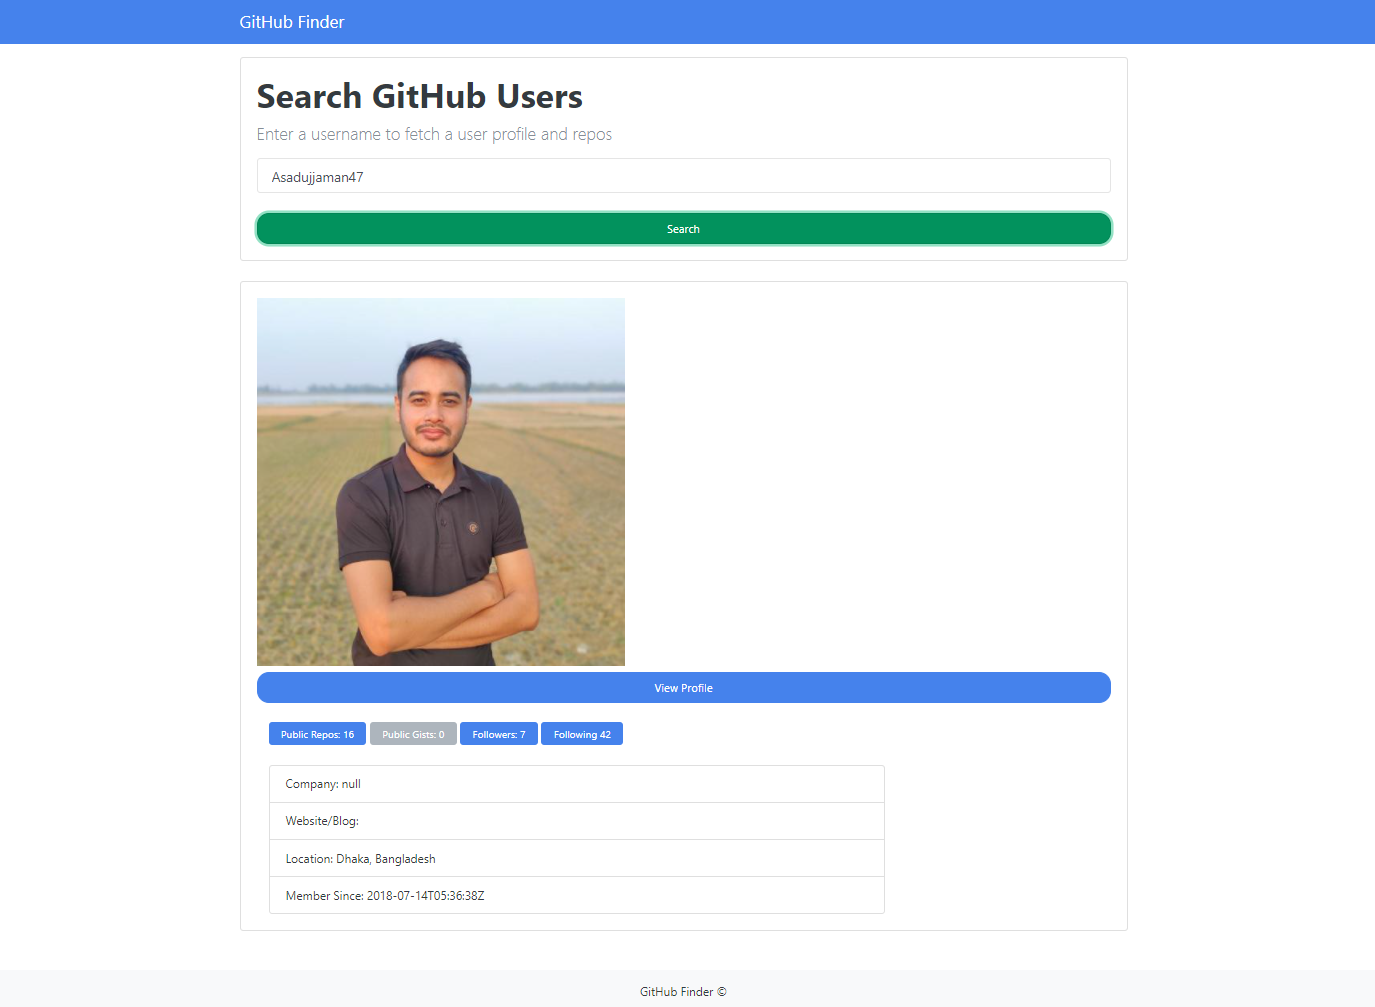 GitHub Finder
Search GitHub Users
Enter a username to fetch a user profile and repos
Asadujjaman47
Search
View Profile
Public Repos: 16 Public Gists: 0 Followers: 7 Following 42
Company: null
Website/Blog:
Location: Dhaka, Bangladesh
Member Since: 2018-07-14T05:36:38Z
GitHub Finder ©